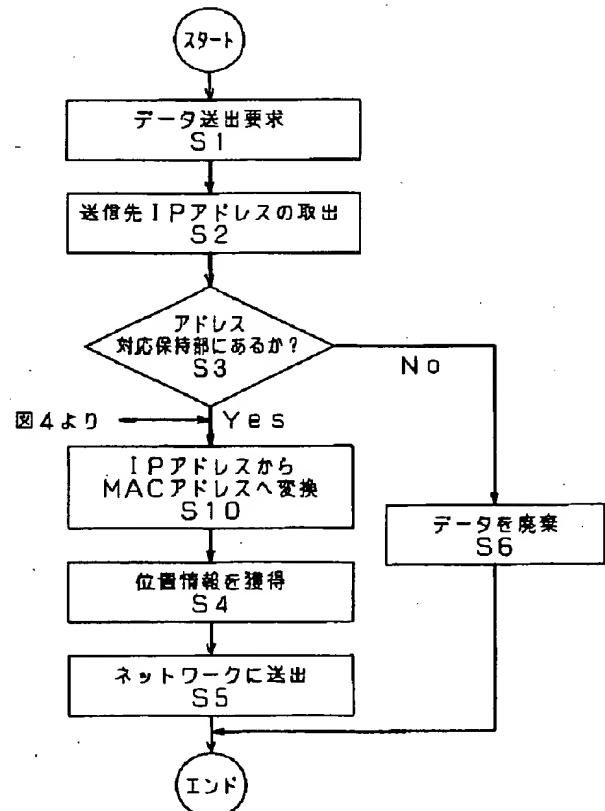 スタート
データ送出要求
S1
送信先IPアドレスの取出
S2
アドレス
対応保持部にあるか?
S3
No
図4より
Yes
IPアドレスから
MACアドレスへ変換
S10
データを廃棄
S6
位置情報を獲得
S4
ネットワークに送出
S5
エンド